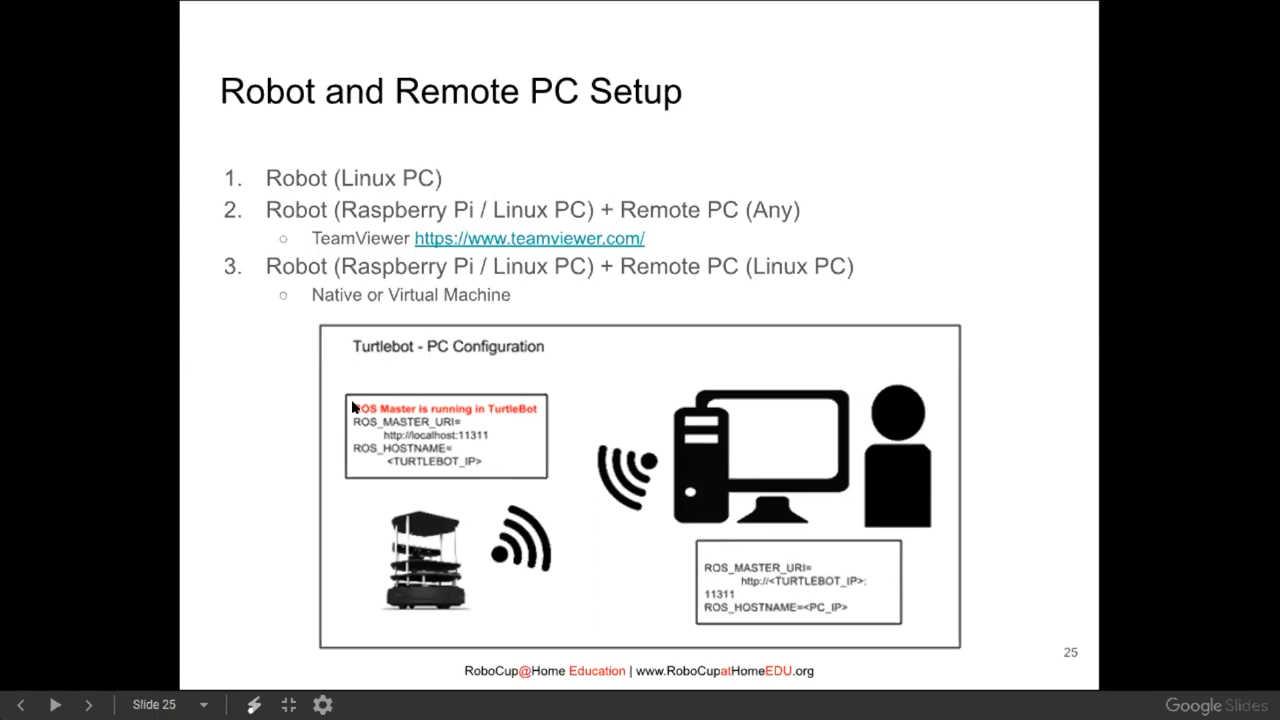 Robot and Remote PC Setup
1. Robot (Linux PC)
2. Robot (Raspberry Pi / Linux PC) + Remote PC (Any)
○ TeamViewer https://www.teamviewer.com/
3. Robot (Raspberry Pi / Linux PC) + Remote PC (Linux PC)
○ Native or Virtual Machine
Turtlebot - PC Configuration
ROS Master is running in TurtleBot
ROS_MASTER_URI=
http://localhost:11311
ROS_HOSTNAME=
<TURTLEBOT_IP>
ROS_MASTER_URI=
http://<TURTLEBOT_IP>:
11311
ROS_HOSTNAME=<PC_IP>
25
RoboCup@Home Education | www.RoboCupatHomeEDU.org
Slide 25
Google Slides